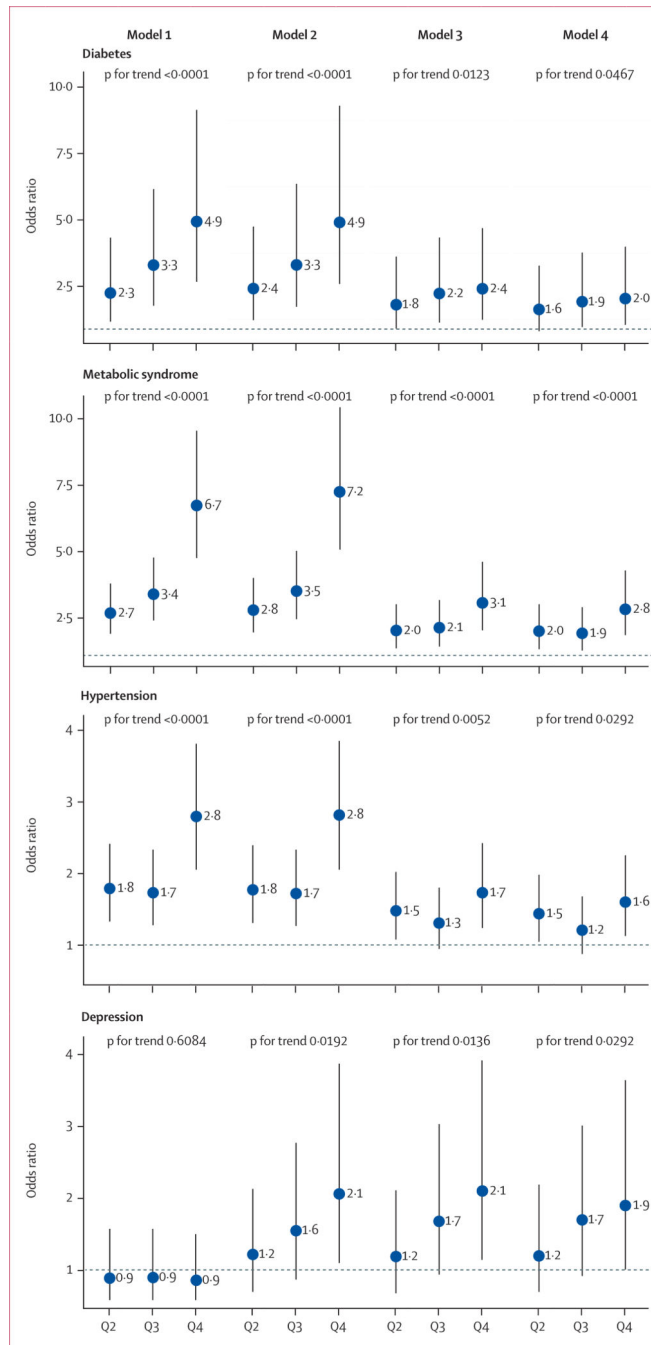 Model 1 Model 2 Model 3 Model 4
Diabetes
p for trend <0·0001 p for trend <0·0001 p for trend 0·0123 p for trend 0·0467
10·0
7·5
5·0
2·5
Odds ratio
2·3 3·3 4·9 2·4 3·3 4·9 1·8 2·2 2·4 1·6 1·9 2·0
Metabolic syndrome
p for trend <0·0001 p for trend <0·0001 p for trend <0·0001 p for trend <0·0001
10·0
7·5
5·0
2·5
Odds ratio
2·7 3·4 6·7 2·8 3·5 7·2 2·0 2·1 3·1 2·0 1·9 2·8
Hypertension
p for trend <0·0001 p for trend <0·0001 p for trend 0·0052 p for trend 0·0292
4
3
2
1
Odds ratio
1·8 1·7 2·8 1·8 1·7 2·8 1·5 1·3 1·7 1·5 1·2 1·6
Depression
p for trend 0·6084 p for trend 0·0192 p for trend 0·0136 p for trend 0·0292
4
3
2
1
Odds ratio
0·9 0·9 0·9 1·2 1·6 2·1 1·2 1·7 2·1 1·2 1·7 1·9
Q2 Q3 Q4 Q2 Q3 Q4 Q2 Q3 Q4 Q2 Q3 Q4